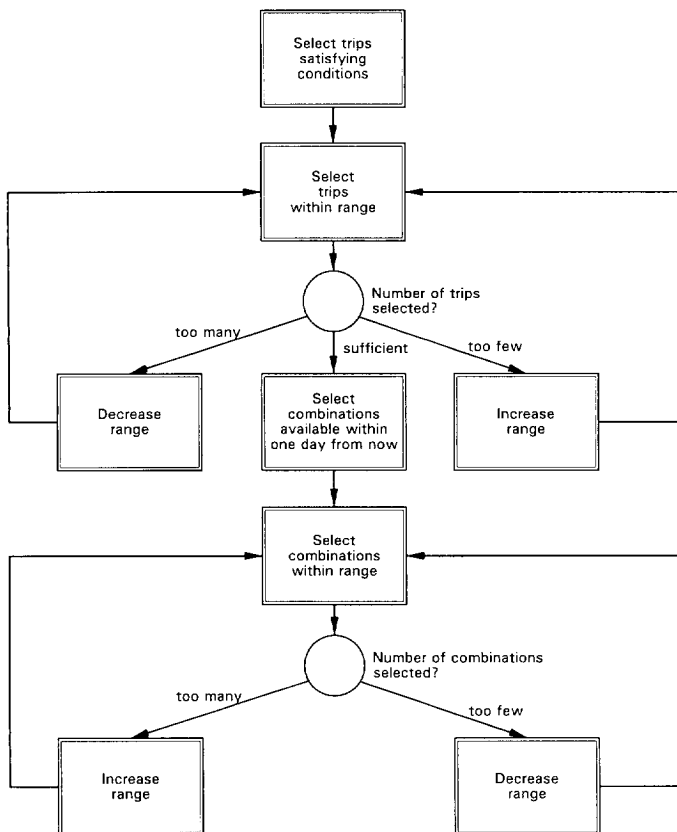 Select trips
satisfying
conditions
Select
trips
within range
Number of trips
selected?
too many
sufficient
too few
Decrease
range
Select
combinations
available within
one day from now
Increase
range
Select
combinations
within range
Number of combinations
selected?
too many
too few
Increase
range
Decrease
range